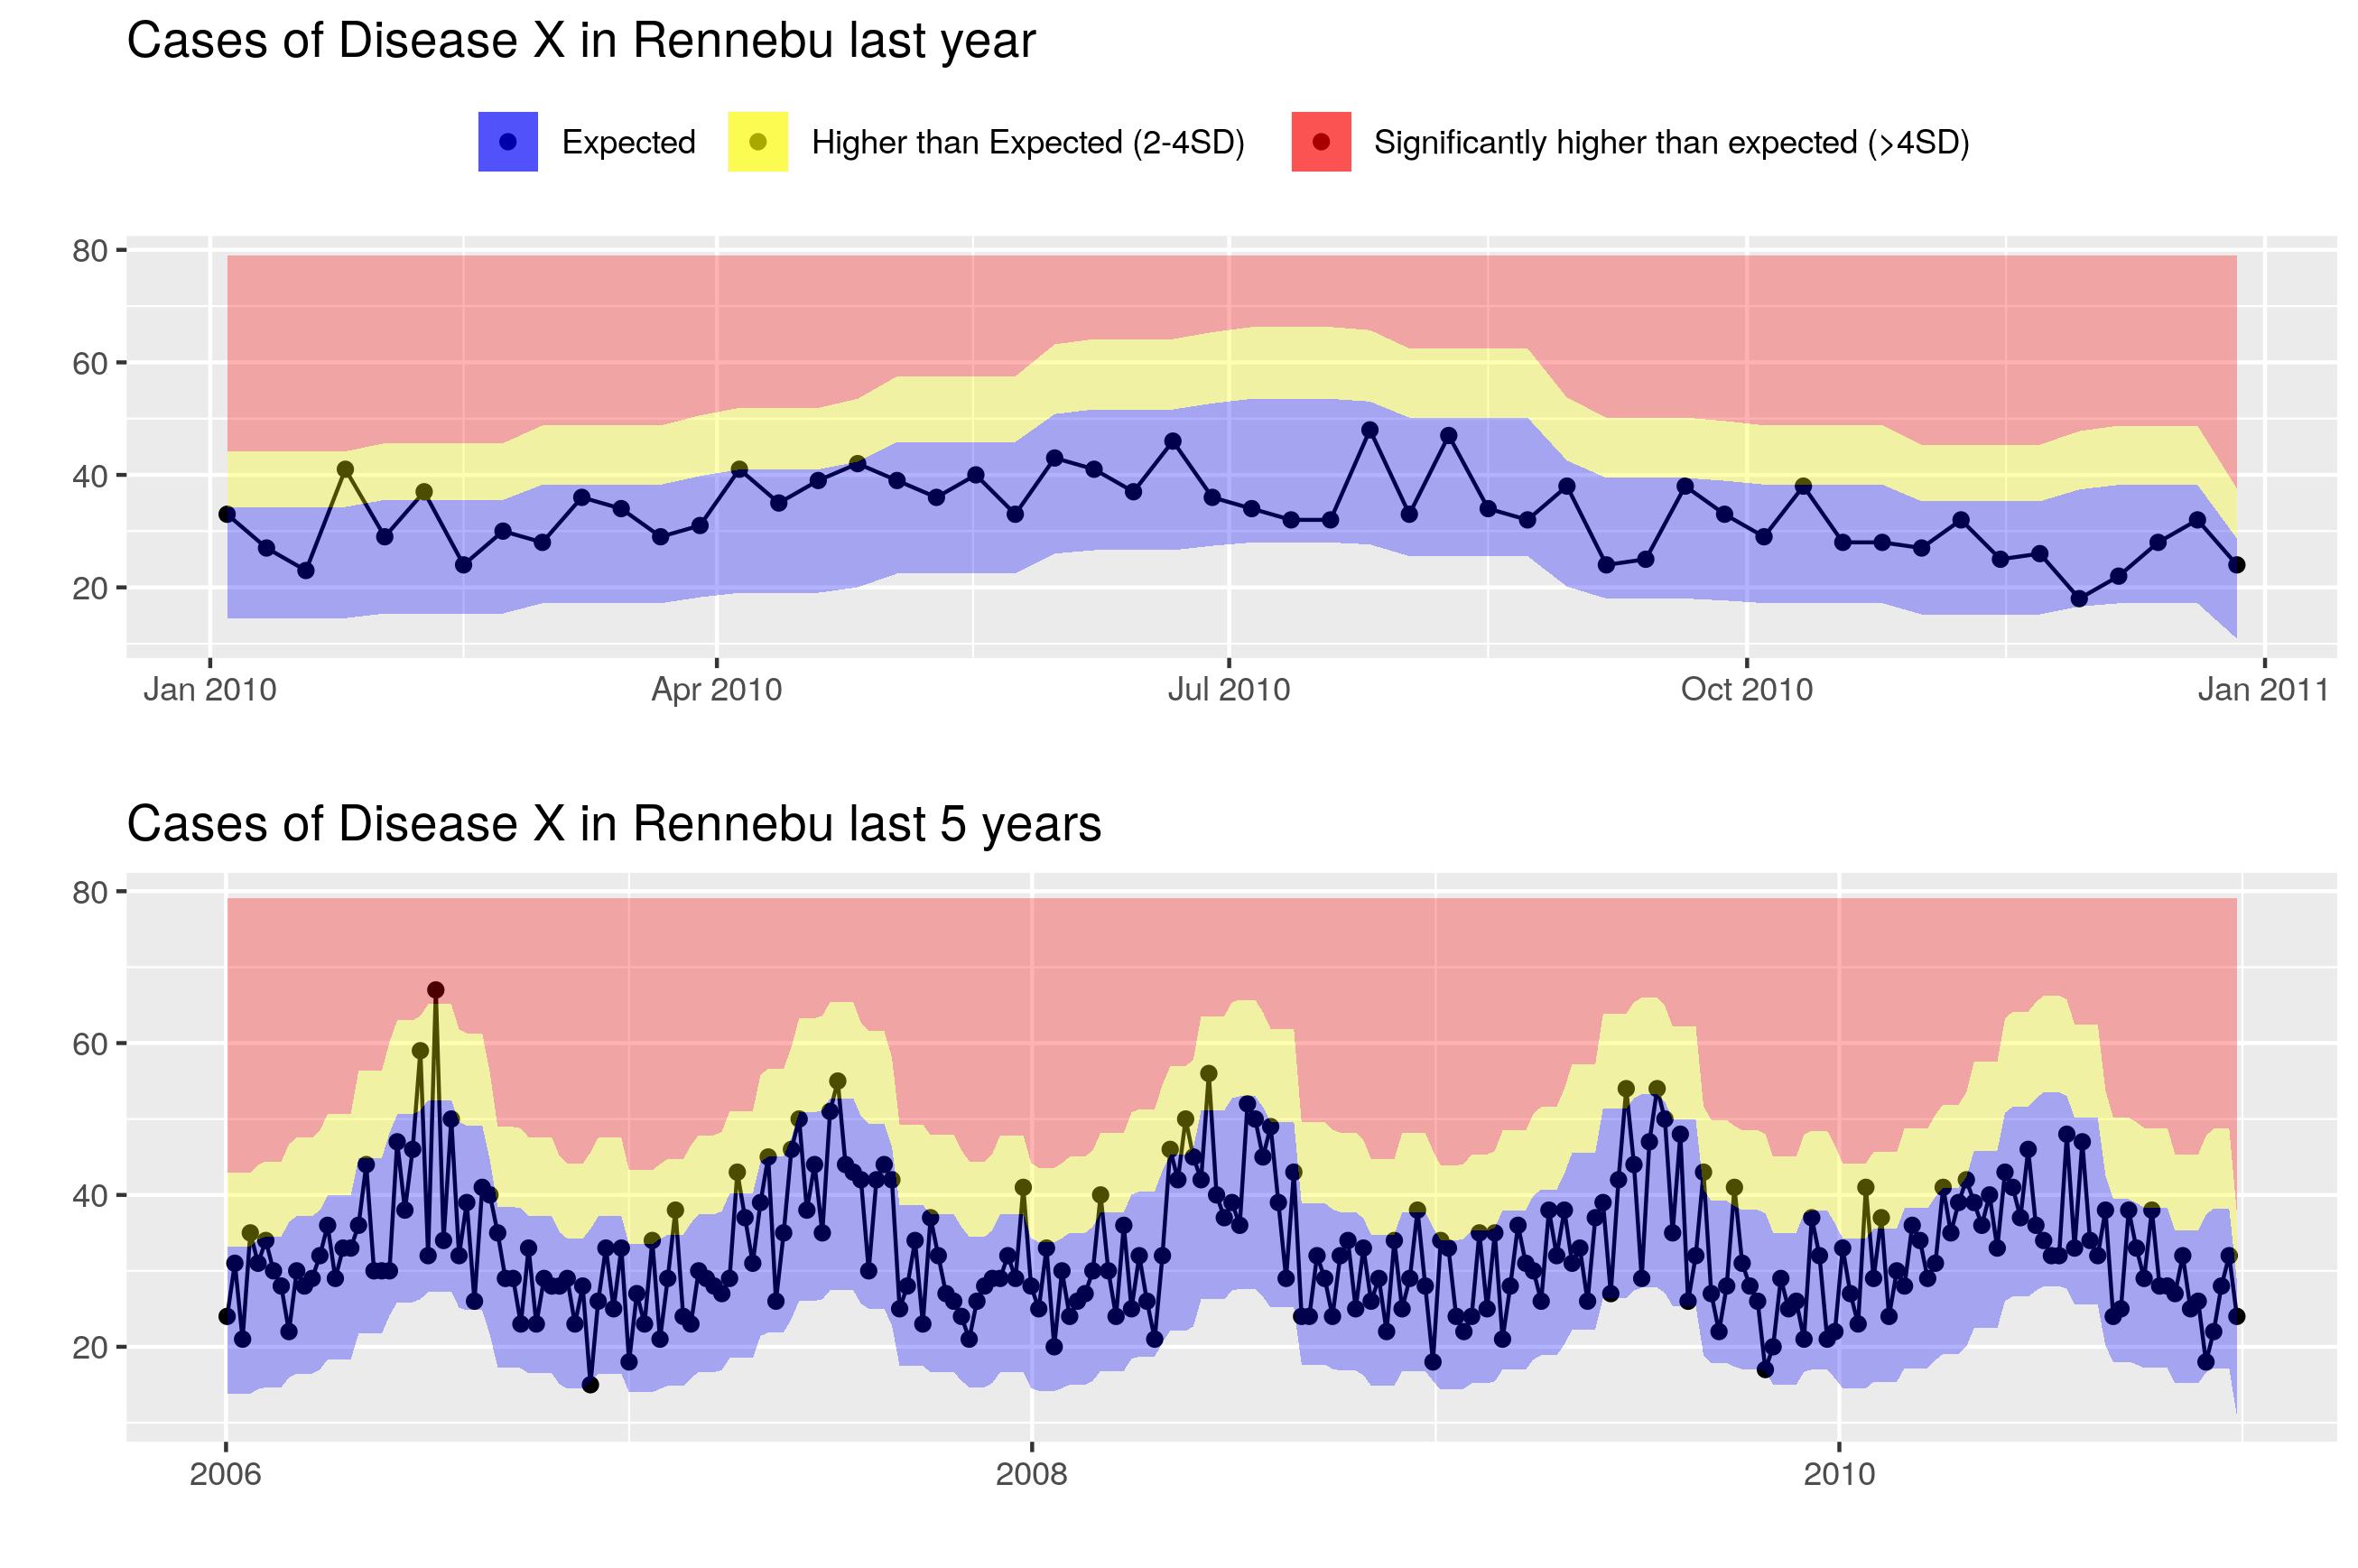 Cases of Disease X in Rennebu last year
Expected Higher than Expected (2-4SD) Significantly higher than expected (>4SD)
80
60
40
20
Jan 2010 Apr 2010 Jul 2010 Oct 2010 Jan 2011
Cases of Disease X in Rennebu last 5 years
80
60
40
20
2006 2008 2010